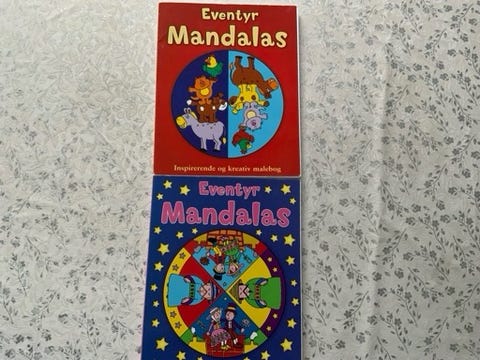 Eventyr
Mandalas
Inspirerende og kreativ malebog
Eventyr
Mandalas